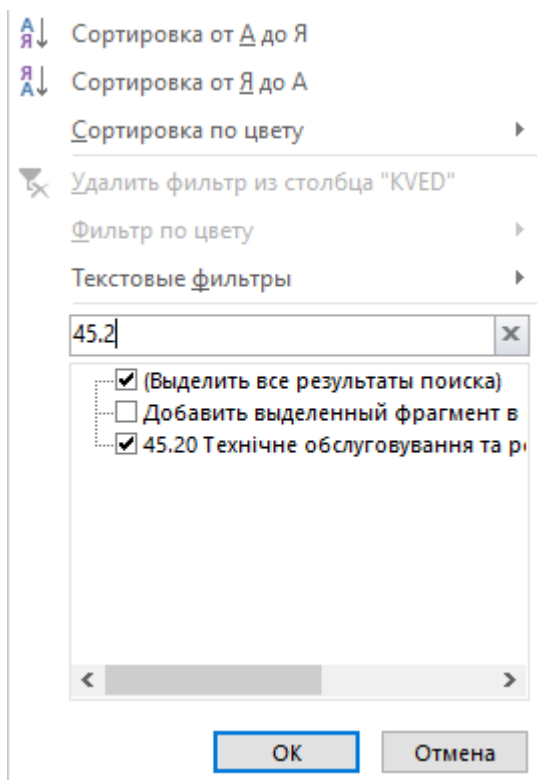 Сортировка от А до Я
Сортировка от Я до А
Сортировка по цвету
Удалить фильтр из столбца "KVED"
Фильтр по цвету
Текстовые фильтры
45.2
(Выделить все результаты поиска)
Добавить выделенный фрагмент в
45.20 Технічне обслуговування та
ОК
Отмена